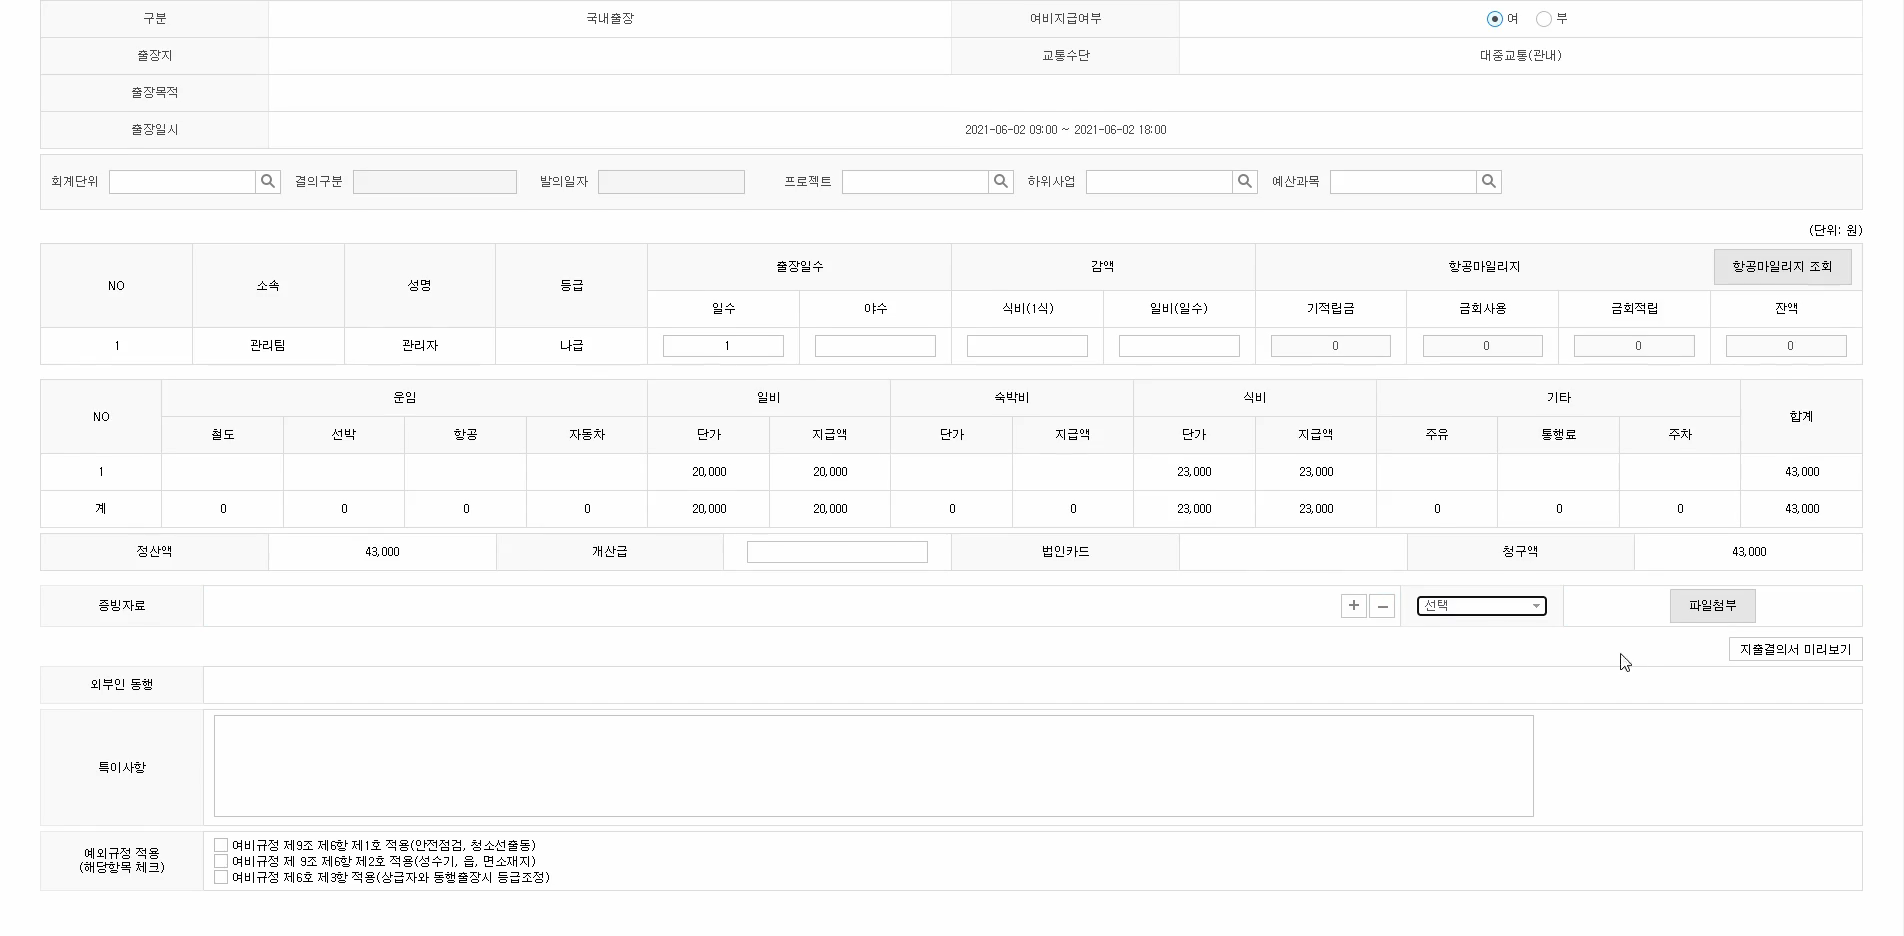 구분 국내출장 여비지급여부 여 부
출장지 교통수단 대중교통(관내)
출장목적
출장일시 2021-06-02 09:00 ~ 2021-06-02 18:00
회계단위 결의구분 발의일자 프로젝트 하위사업 예산과목
(단위: 원)
NO 소속 성명 등급 출장일수 감액 항공마일리지 항공마일리지 조회
일수 야수 식비(1식) 일비(일수) 기적립금 금회사용 금회적립 잔액
1 관리팀 관리자 나급 1 0 0 0 0
NO 운임 일비 숙박비 식비 기타 합계
철도 선박 항공 자동차 단가 지급액 단가 지급액 단가 지급액 주유 통행료 주차
1 20,000 20,000 23,000 23,000 43,000
계 0 0 0 0 20,000 20,000 0 0 23,000 23,000 0 0 0 43,000
정산액 43,000 개산급 법인카드 청구액 43,000
증빙자료 + - 선택 파일첨부
지출결의서 미리보기
외부인 동행
특이사항
예외규정 적용
(해당항목 체크)
여비규정 제9조 제6항 제1호 적용(안전점검, 청소선출동)
여비규정 제 9조 제6항 제2호 적용(성수기, 읍, 면소재지)
여비규정 제6호 제3항 적용(상급자와 동행출장시 등급조정)